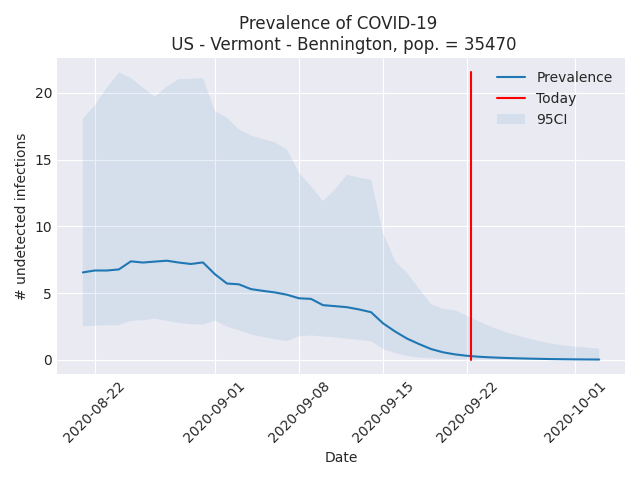 Prevalence of COVID-19
US - Vermont - Bennington, pop. = 35470
Prevalence
Today
95CI
# undetected infections
20
15
10
5
0
2020-08-22
2020-09-01
2020-09-08
2020-09-15
2020-09-22
2020-10-01
Date